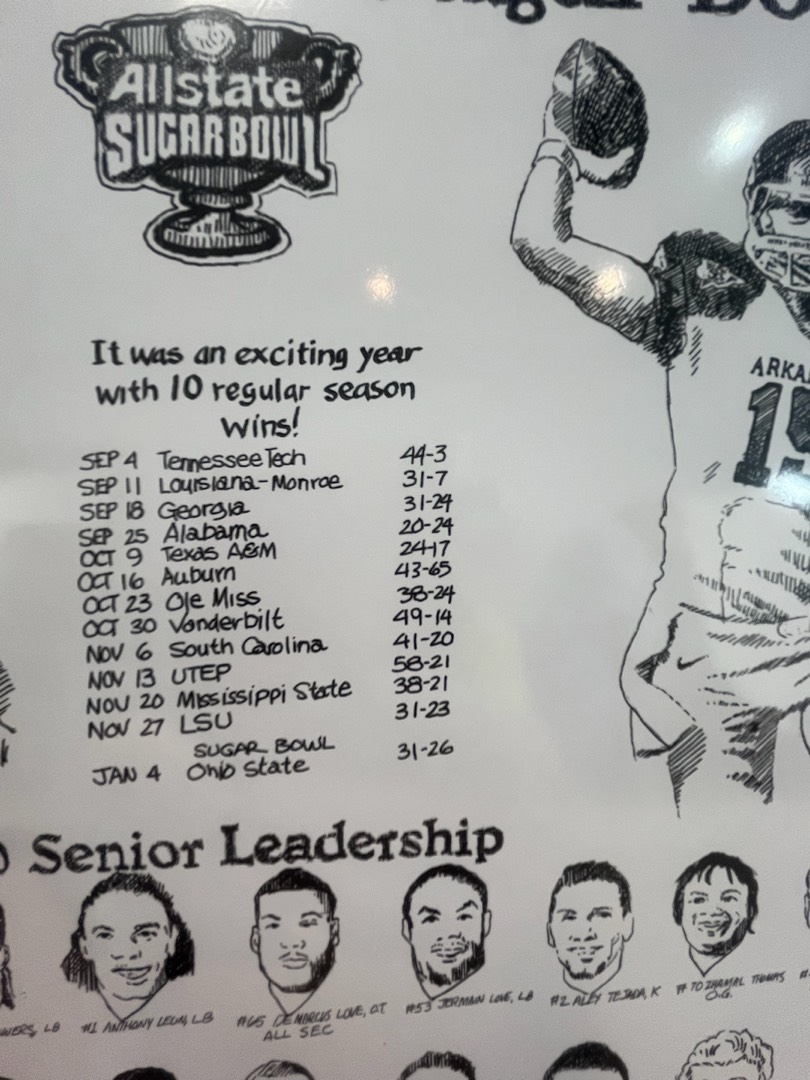 Allstate
SUGAR BOWL
It was an exciting year
with 10 regular season
wins!
SEP 4 Tennessee Tech 44-3
SEP 11 Louisiana-Monroe 31-7
SEP 18 Georgia 31-24
SEP 25 Alabama 20-24
OCT 9 Texas A&M 24-17
OCT 16 Auburn 43-65
OCT 23 Ole Miss 38-24
OCT 30 Vanderbilt 49-14
NOV 6 South Carolina 41-20
NOV 13 UTEP 58-21
NOV 20 Mississippi State 38-21
NOV 27 LSU 31-23
SUGAR BOWL
JAN 4 Ohio State 31-26
ARKA
15
Senior Leadership
LB
#1 ANTHONY LEON, LB
#65 DEMARCUS LOVE, OT
ALL SEC
#53 JERMAIN LOVE, LB
#2 ALEX TEJADA, K
# 70 THOMAS
O.G.